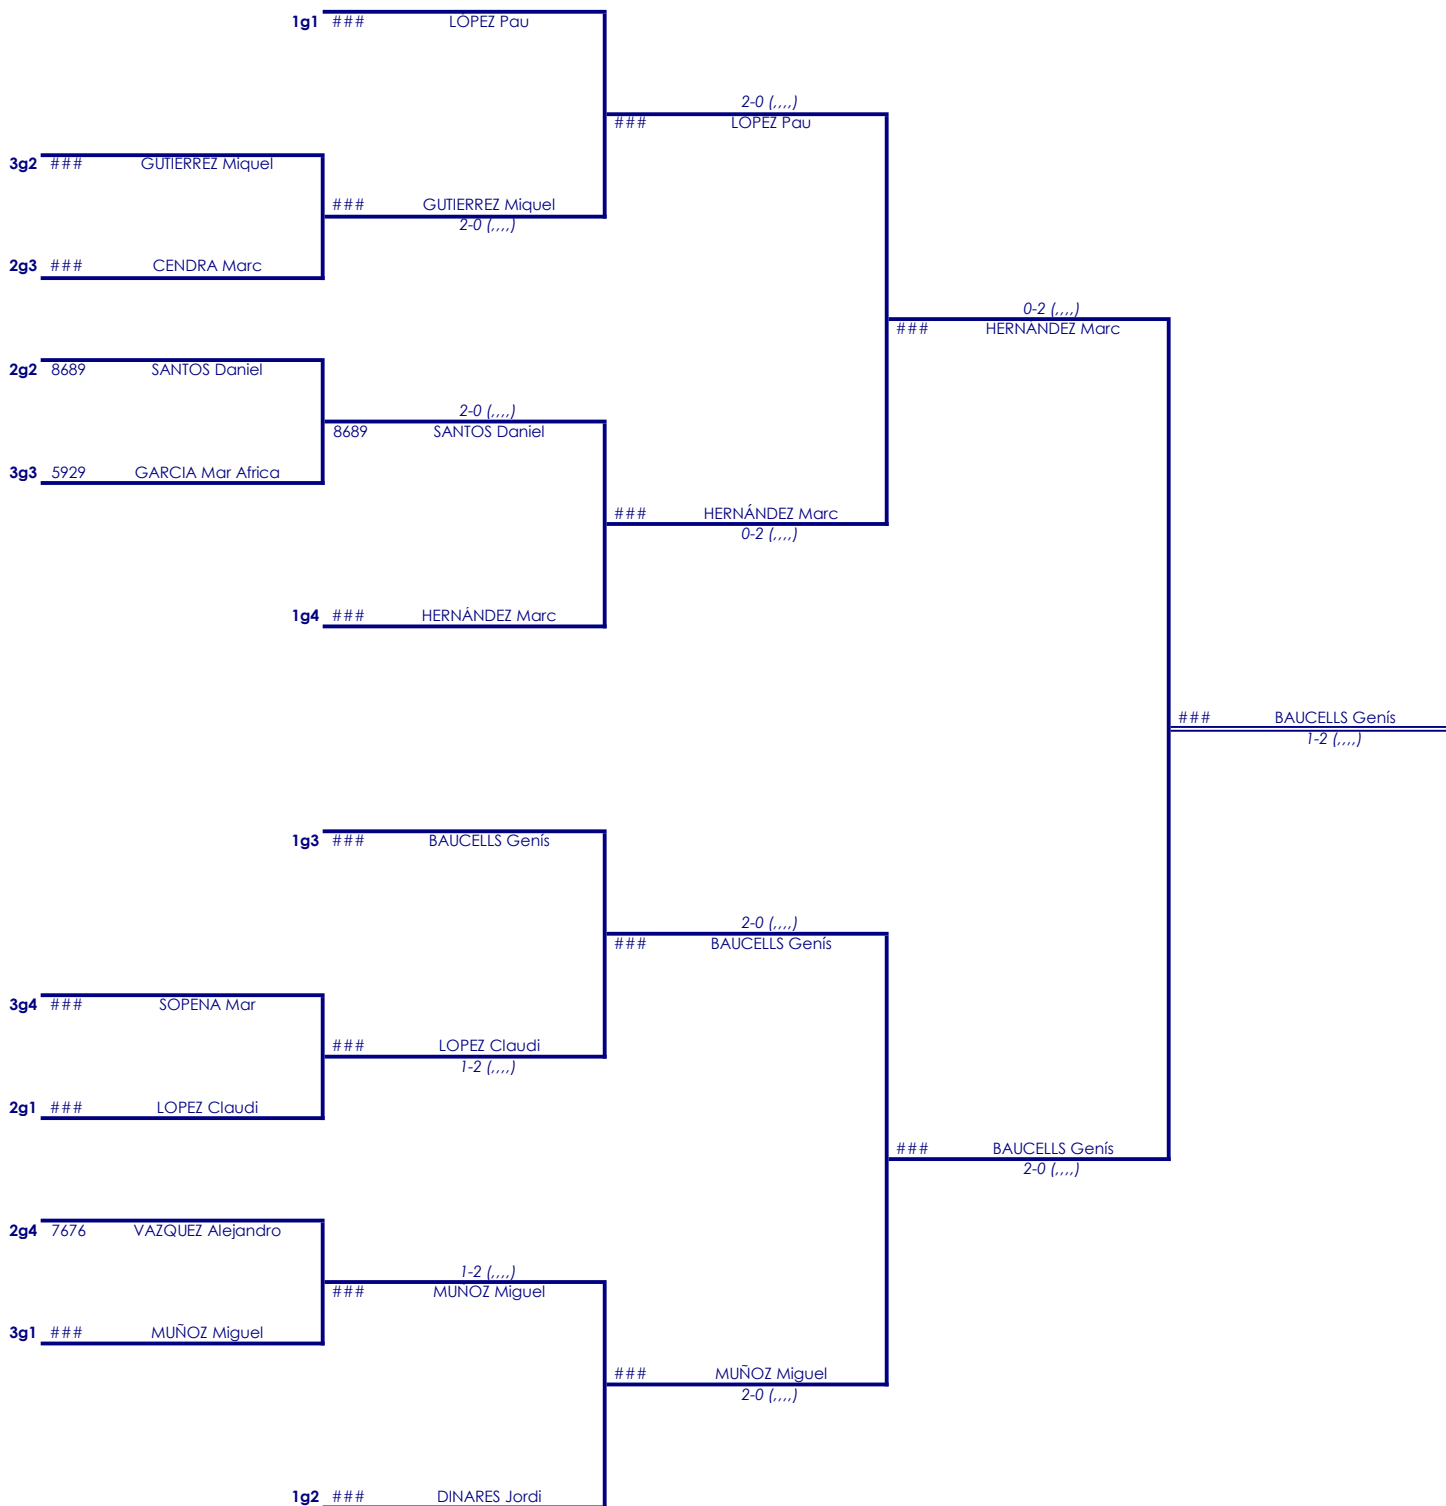 1g1 ### LÓPEZ Pau
2-0 (,,,,)
### LÓPEZ Pau
3g2 ### GUTIERREZ Miquel
### GUTIERREZ Miquel
2-0 (,,,,)
2g3 ### CENDRA Marc
0-2 (,,,,)
### HERNÁNDEZ Marc
2g2 8689 SANTOS Daniel
2-0 (,,,,)
8689 SANTOS Daniel
3g3 5929 GARCIA Mar Africa
### HERNÁNDEZ Marc
0-2 (,,,,)
1g4 ### HERNÁNDEZ Marc
### BAUCELLS Genís
1-2 (,,,,)
1g3 ### BAUCELLS Genís
2-0 (,,,,)
### BAUCELLS Genís
3g4 ### SOPENA Mar
### LOPEZ Claudi
1-2 (,,,,)
2g1 ### LOPEZ Claudi
### BAUCELLS Genís
2-0 (,,,,)
2g4 7676 VAZQUEZ Alejandro
1-2 (,,,,)
### MUÑOZ Miguel
3g1 ### MUÑOZ Miguel
### MUÑOZ Miguel
2-0 (,,,,)
1g2 ### DINARES Jordi